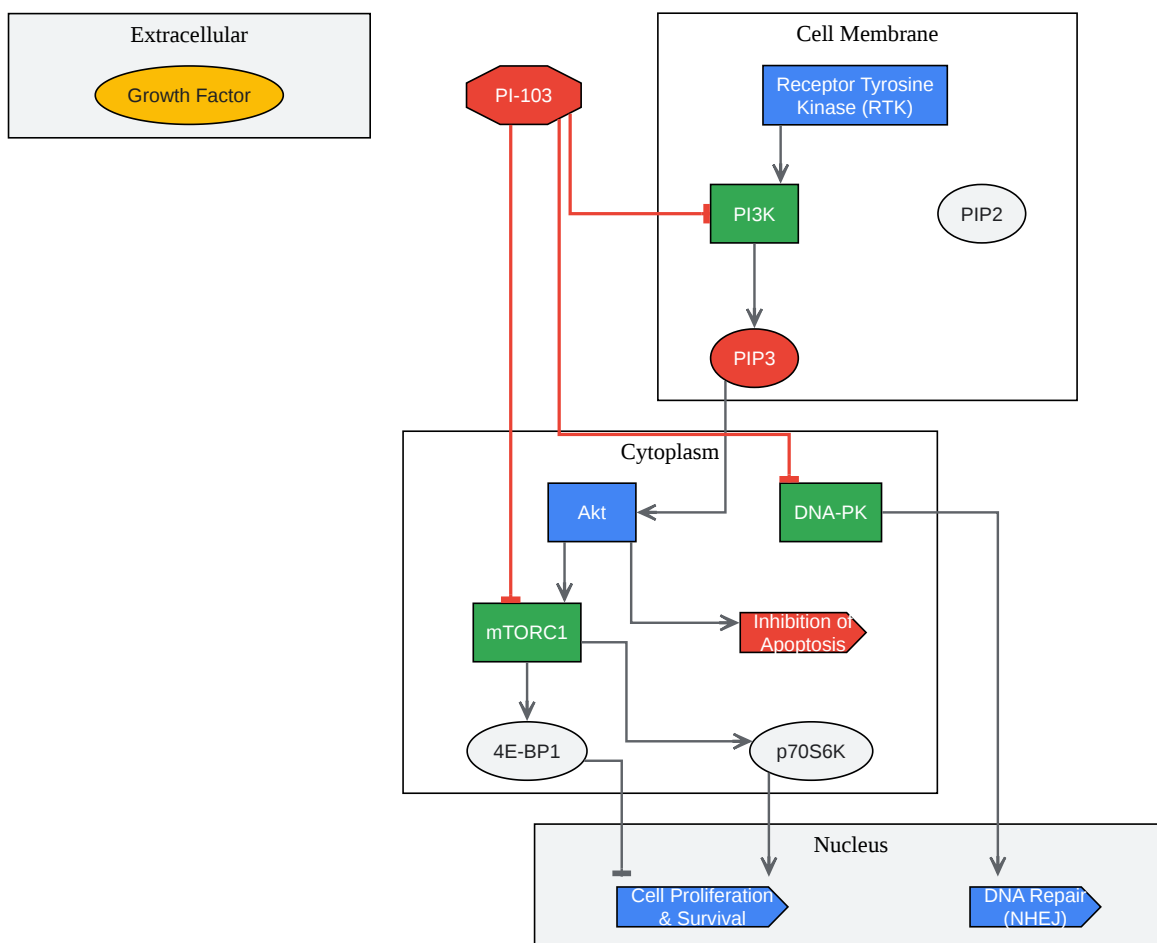 Extracellular
Growth Factor
PI-103
Cell Membrane
Receptor Tyrosine
Kinase (RTK)
PI3K
PIP2
PIP3
Cytoplasm
Akt
DNA-PK
mTORC1
Inhibition of
Apoptosis
4E-BP1
p70S6K
Nucleus
Cell Proliferation
& Survival
DNA Repair
(NHEJ)